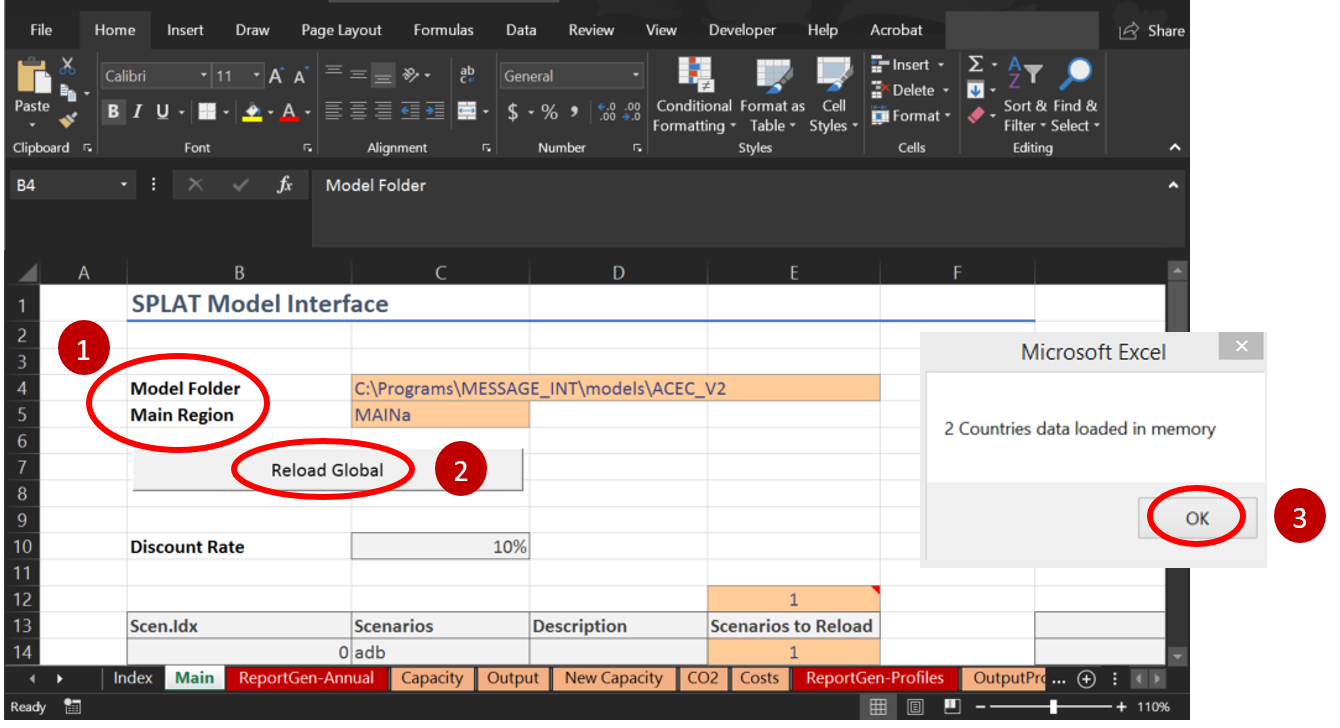 File Home Insert Draw Page Layout Formulas Data Review View Developer Help Acrobat Share
Calibri 11 A A ab General Σ A
Z Insert
Paste B I U A $ % , .0 .00 .00 .0 Conditional Format as Cell Delete Sort & Find &
Formatting Table Styles Format Filter Select
Clipboard Font Alignment Number Styles Cells Editing
B4 fx Model Folder
A B C D E F
1 SPLAT Model Interface
2
3
1
4 Model Folder C:\Programs\MESSAGE_INT\models\ACEC_V2
5 Main Region MAINa
6
7 Reload Global 2
8
9
10 Discount Rate 10%
11
12 1
13 Scen.Idx Scenarios Description Scenarios to Reload
14 0 adb 1
Microsoft Excel
2 Countries data loaded in memory
OK 3
Index Main ReportGen-Annual Capacity Output New Capacity CO2 Costs ReportGen-Profiles OutputPro ...
Ready 110%